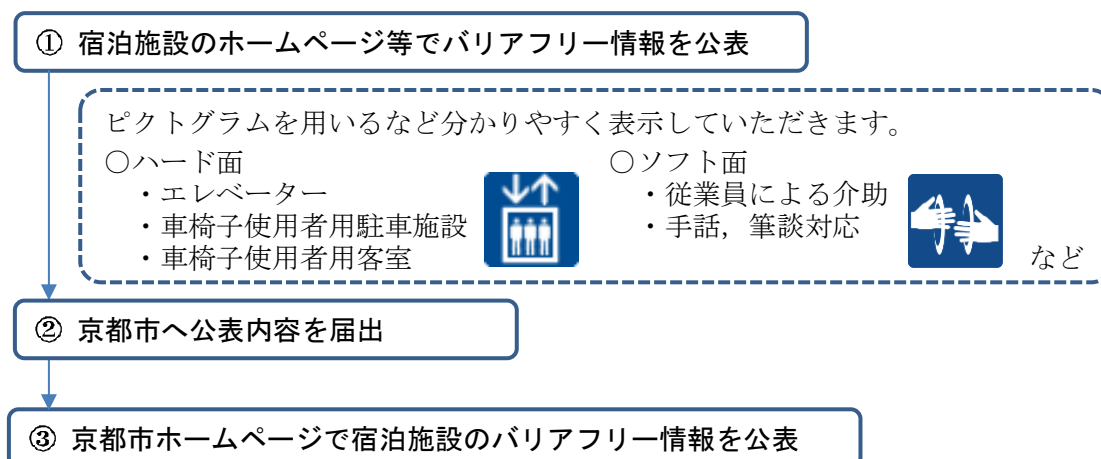 ① 宿泊施設のホームページ等でバリアフリー情報を公表
ピクトグラムを用いるなど分かりやすく表示していただきます。
〇ハード面
・エレベーター
・車椅子使用者用駐車施設
・車椅子使用者用客室
〇ソフト面
・従業員による介助
・手話，筆談対応
など
② 京都市へ公表内容を届出
③ 京都市ホームページで宿泊施設のバリアフリー情報を公表